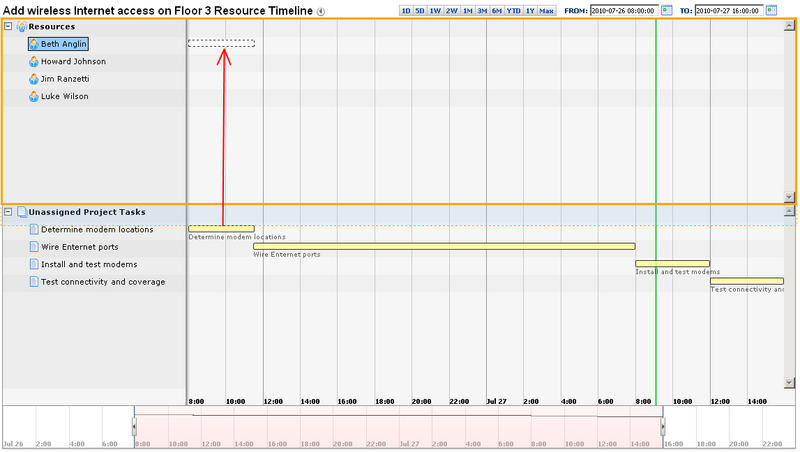 Add wireless Internet access on Floor 3 Resource Timeline
1D 5D 1W 2W 1M 3M 6M YTD 1Y Max
FROM: 2010-07-26 08:00:00 TO: 2010-07-27 16:00:00
Resources
Beth Anglin
Howard Johnson
Jim Ranzetti
Luke Wilson
Unassigned Project Tasks
Determine modem locations
Determine modem locations
Wire Enternet ports
Wire Enternet ports
Install and test modems
Install and test modems
Test connectivity and coverage
Test connectivity an
8:00 10:00 12:00 14:00 16:00 18:00 20:00 22:00 Jul 27 2:00 4:00 6:00 8:00 10:00 12:00 14:00
Jul 26 2:00 4:00 6:00 8:00 10:00 12:00 14:00 16:00 18:00 20:00 22:00 Jul 27 2:00 4:00 6:00 8:00 10:00 12:00 14:00 16:00 18:00 20:00 22:00